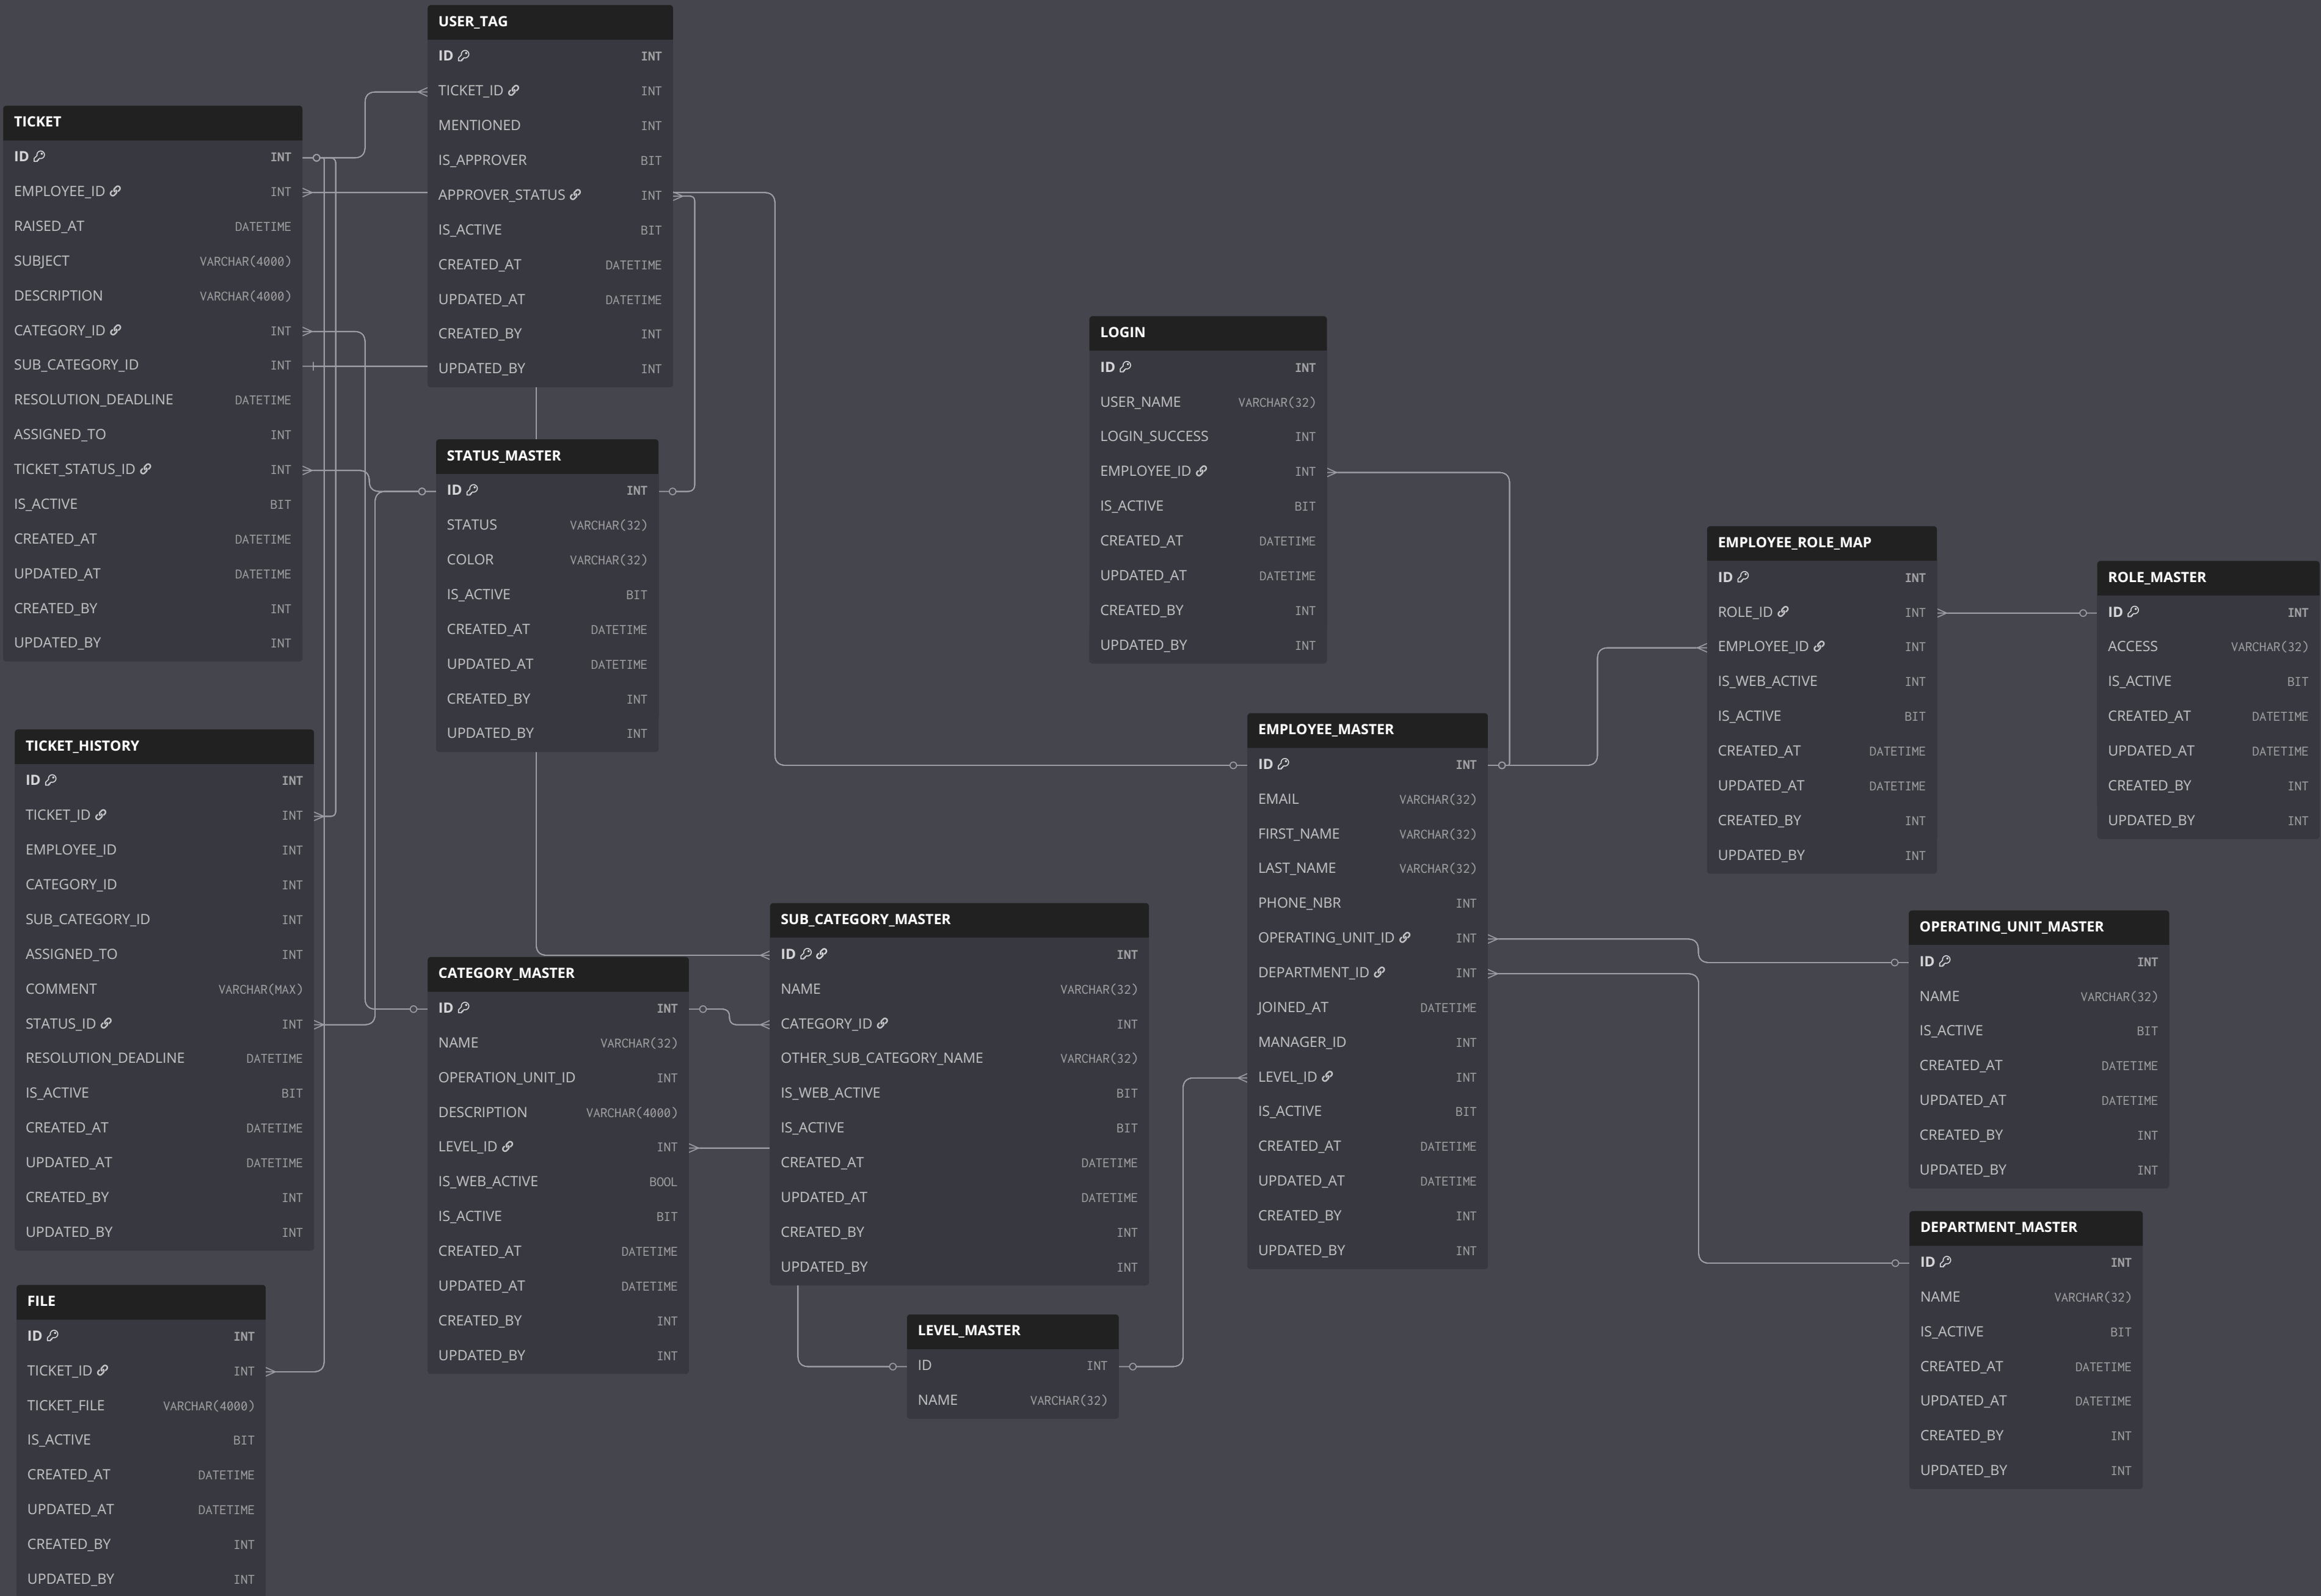 USER_TAG
ID INT
TICKET_ID INT
MENTIONED INT
IS_APPROVER BIT
APPROVER_STATUS INT
IS_ACTIVE BIT
CREATED_AT DATETIME
UPDATED_AT DATETIME
CREATED_BY INT
UPDATED_BY INT
TICKET
ID INT
EMPLOYEE_ID INT
RAISED_AT DATETIME
SUBJECT VARCHAR(4000)
DESCRIPTION VARCHAR(4000)
CATEGORY_ID INT
SUB_CATEGORY_ID INT
RESOLUTION_DEADLINE DATETIME
ASSIGNED_TO INT
TICKET_STATUS_ID INT
IS_ACTIVE BIT
CREATED_AT DATETIME
UPDATED_AT DATETIME
CREATED_BY INT
UPDATED_BY INT
STATUS_MASTER
ID INT
STATUS VARCHAR(32)
COLOR VARCHAR(32)
IS_ACTIVE BIT
CREATED_AT DATETIME
UPDATED_AT DATETIME
CREATED_BY INT
UPDATED_BY INT
LOGIN
ID INT
USER_NAME VARCHAR(32)
LOGIN_SUCCESS INT
EMPLOYEE_ID INT
IS_ACTIVE BIT
CREATED_AT DATETIME
UPDATED_AT DATETIME
CREATED_BY INT
UPDATED_BY INT
EMPLOYEE_ROLE_MAP
ID INT
ROLE_ID INT
EMPLOYEE_ID INT
IS_WEB_ACTIVE INT
IS_ACTIVE BIT
CREATED_AT DATETIME
UPDATED_AT DATETIME
CREATED_BY INT
UPDATED_BY INT
ROLE_MASTER
ID INT
ACCESS VARCHAR(32)
IS_ACTIVE BIT
CREATED_AT DATETIME
UPDATED_AT DATETIME
CREATED_BY INT
UPDATED_BY INT
TICKET_HISTORY
ID INT
TICKET_ID INT
EMPLOYEE_ID INT
CATEGORY_ID INT
SUB_CATEGORY_ID INT
ASSIGNED_TO INT
COMMENT VARCHAR(MAX)
STATUS_ID INT
RESOLUTION_DEADLINE DATETIME
IS_ACTIVE BIT
CREATED_AT DATETIME
UPDATED_AT DATETIME
CREATED_BY INT
UPDATED_BY INT
EMPLOYEE_MASTER
ID INT
EMAIL VARCHAR(32)
FIRST_NAME VARCHAR(32)
LAST_NAME VARCHAR(32)
PHONE_NBR INT
OPERATING_UNIT_ID INT
DEPARTMENT_ID INT
JOINED_AT DATETIME
MANAGER_ID INT
LEVEL_ID INT
IS_ACTIVE BIT
CREATED_AT DATETIME
UPDATED_AT DATETIME
CREATED_BY INT
UPDATED_BY INT
SUB_CATEGORY_MASTER
ID INT
NAME VARCHAR(32)
CATEGORY_ID INT
OTHER_SUB_CATEGORY_NAME VARCHAR(32)
IS_WEB_ACTIVE BIT
IS_ACTIVE BIT
CREATED_AT DATETIME
UPDATED_AT DATETIME
CREATED_BY INT
UPDATED_BY INT
CATEGORY_MASTER
ID INT
NAME VARCHAR(32)
OPERATION_UNIT_ID INT
DESCRIPTION VARCHAR(4000)
LEVEL_ID INT
IS_WEB_ACTIVE BOOL
IS_ACTIVE BIT
CREATED_AT DATETIME
UPDATED_AT DATETIME
CREATED_BY INT
UPDATED_BY INT
OPERATING_UNIT_MASTER
ID INT
NAME VARCHAR(32)
IS_ACTIVE BIT
CREATED_AT DATETIME
UPDATED_AT DATETIME
CREATED_BY INT
UPDATED_BY INT
DEPARTMENT_MASTER
ID INT
NAME VARCHAR(32)
IS_ACTIVE BIT
CREATED_AT DATETIME
UPDATED_AT DATETIME
CREATED_BY INT
UPDATED_BY INT
FILE
ID INT
TICKET_ID INT
TICKET_FILE VARCHAR(4000)
IS_ACTIVE BIT
CREATED_AT DATETIME
UPDATED_AT DATETIME
CREATED_BY INT
UPDATED_BY INT
LEVEL_MASTER
ID INT
NAME VARCHAR(32)